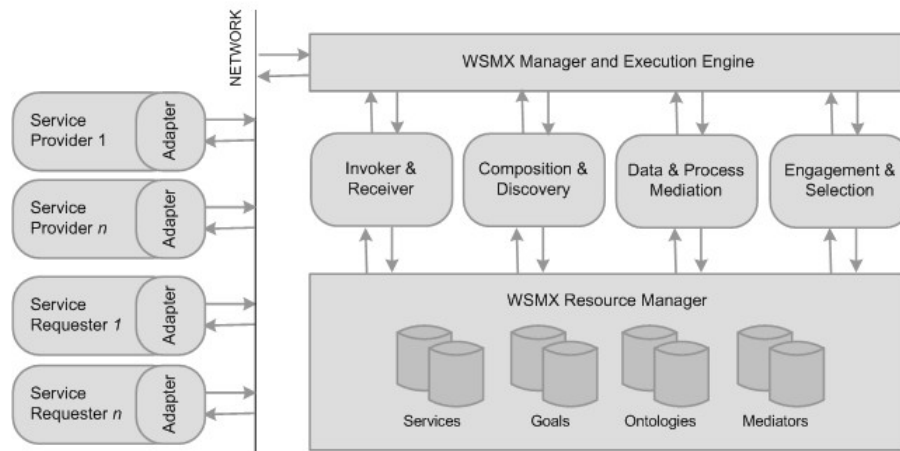 NETWORK
WSMX Manager and Execution Engine
Service
Provider 1
Adapter
Service
Provider n
Adapter
Service
Requester 1
Adapter
Service
Requester n
Adapter
Invoker &
Receiver
Composition &
Discovery
Data & Process
Mediation
Engagement &
Selection
WSMX Resource Manager
Services
Goals
Ontologies
Mediators